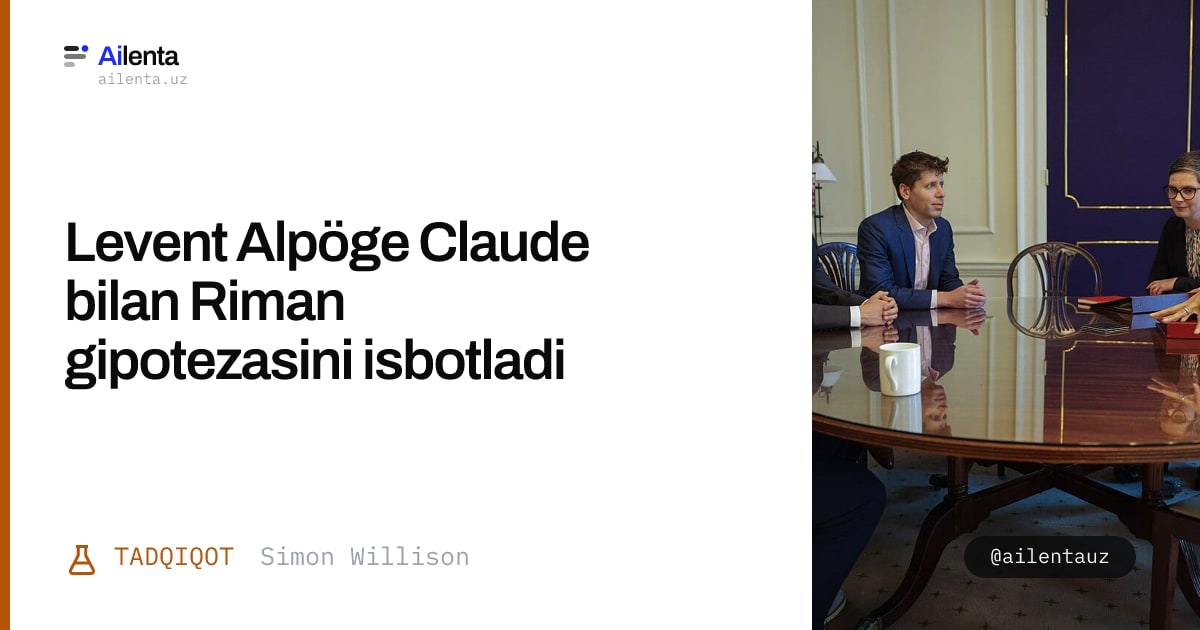 Ailenta
ailenta.uz
Levent Alpöge Claude
bilan Riman
gipotezasini isbotladi
TADQIQOT Simon Willison
@ailentauz